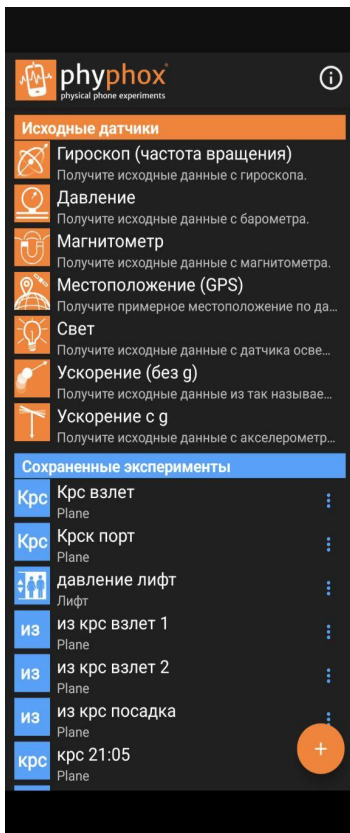 phyphox
physical phone experiments
Исходные датчики
Гироскоп (частота вращения)
Получите исходные данные с гироскопа.
Давление
Получите исходные данные с барометра.
Магнитометр
Получите исходные данные с магнитометра.
Местоположение (GPS)
Получите примерное местоположение по да...
Свет
Получите исходные данные с датчика осве...
Ускорение (без g)
Получите исходные данные из так называе...
Ускорение с g
Получите исходные данные с акселерометр...
Сохраненные эксперименты
Крс Крс взлет
Plane
Крс Крск порт
Plane
давление лифт
Лифт
из из крс взлет 1
Plane
из из крс взлет 2
Plane
из из крс посадка
Plane
крс крс 21:05
Plane
+